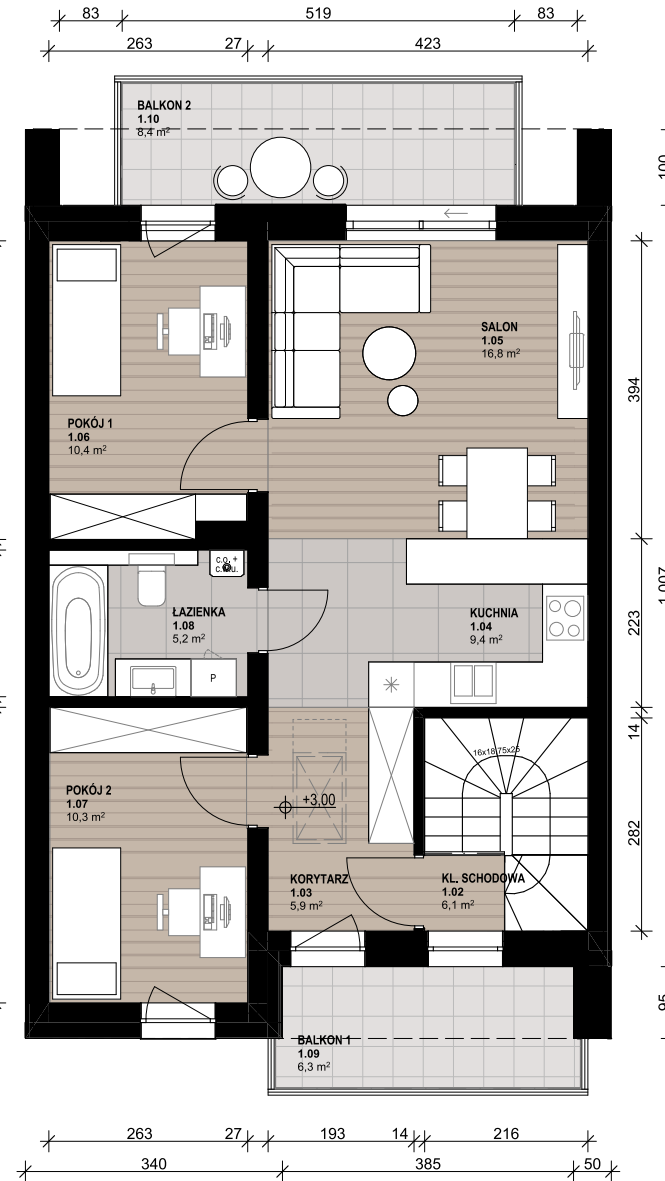 83
519
83
263
27
423
BALKON 2
1.10
8,4 m²
100
SALON
1.05
16,8 m²
394
POKÓJ 1
1.06
10,4 m²
c.o. +
c.w.u.
ŁAZIENKA
1.08
5,2 m²
KUCHNIA
1.04
9,4 m²
1 007
223
P
14
16x18,75x25
POKÓJ 2
1.07
10,3 m²
+3,00
282
KORYTARZ
1.03
5,9 m²
KL. SCHODOWA
1.02
6,1 m²
95
BALKON 1
1.09
6,3 m²
263
27
193
14
216
340
385
50